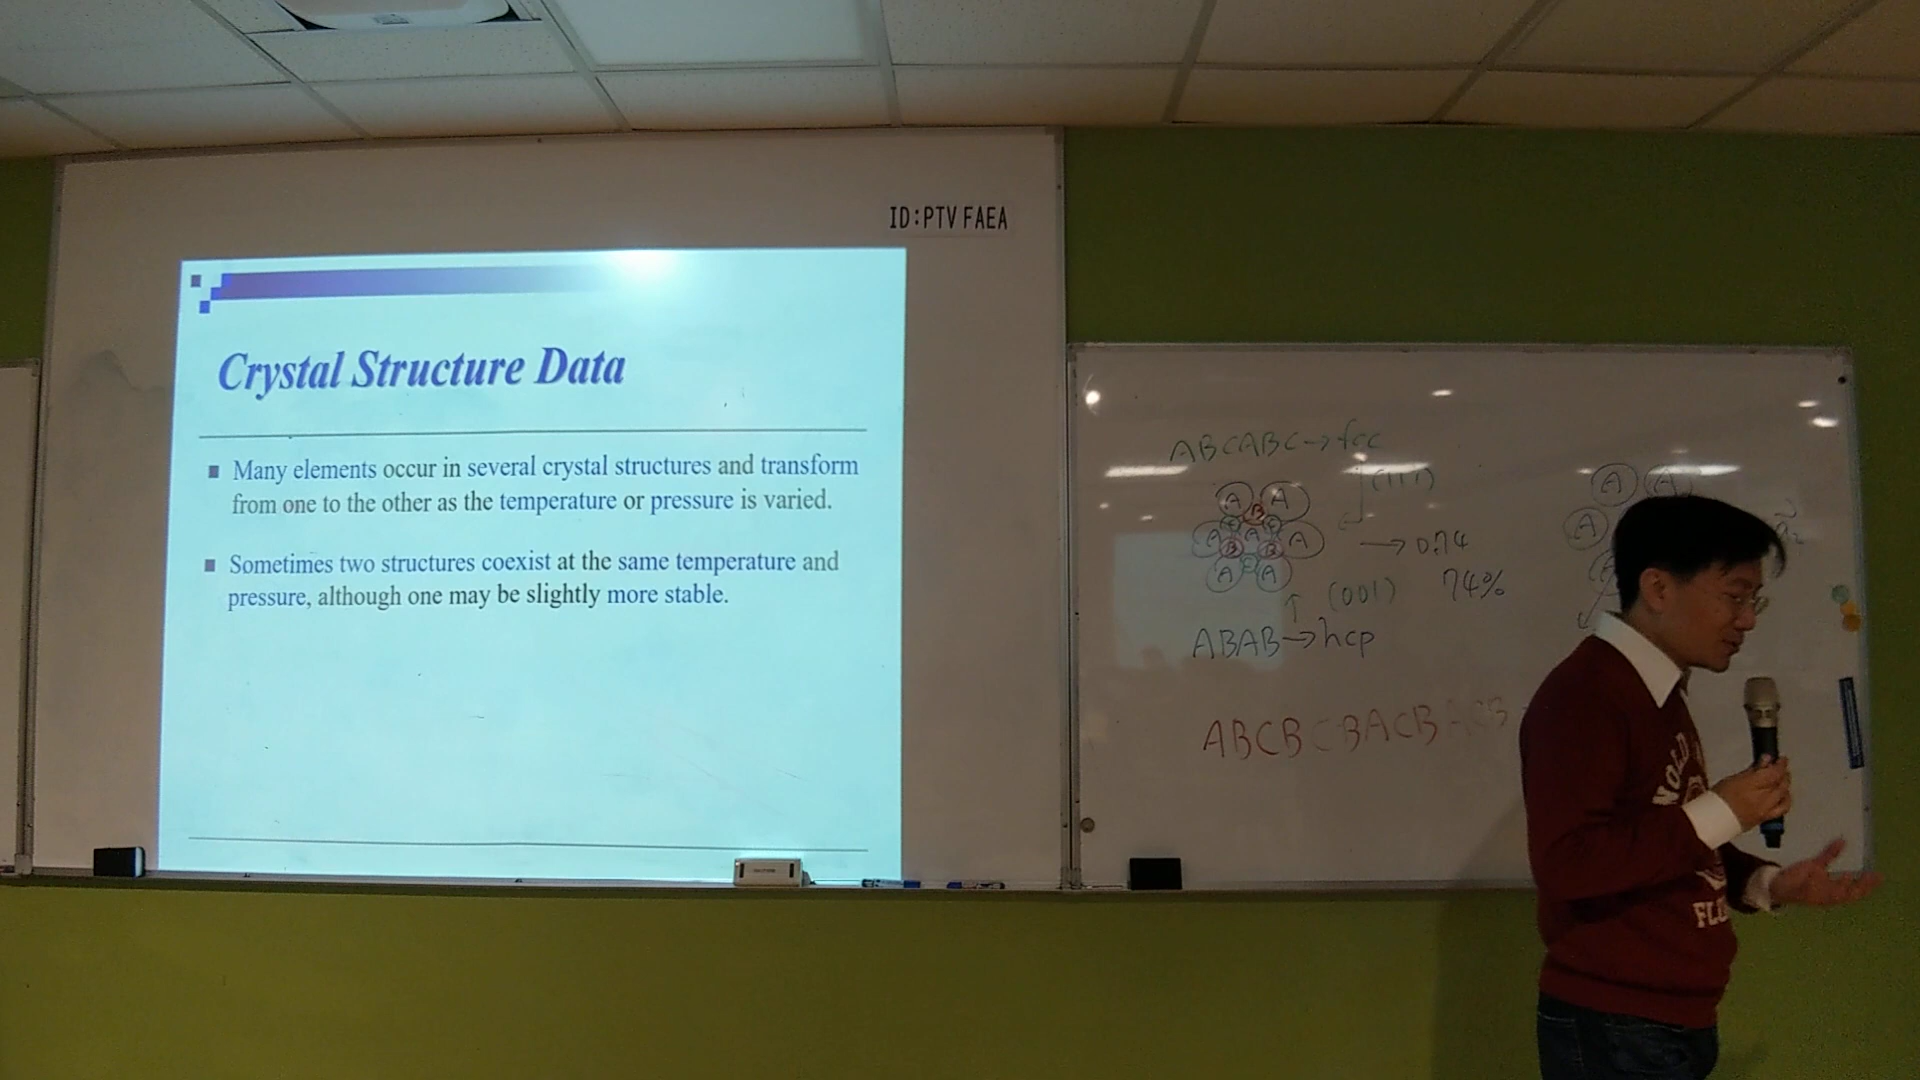 ID:PTV FAEA
Crystal Structure Data
Many elements occur in several crystal structures and transform
from one to the other as the temperature or pressure is varied.
Sometimes two structures coexist at the same temperature and
pressure, although one may be slightly more stable.
ABCABC→fcc
(111)
A A
B
C C
A A A
B B
C
A A
→ 0.74
74%
(001)
↑
ABAB→hcp
ABCBCBACBACB
A A
A
FLO